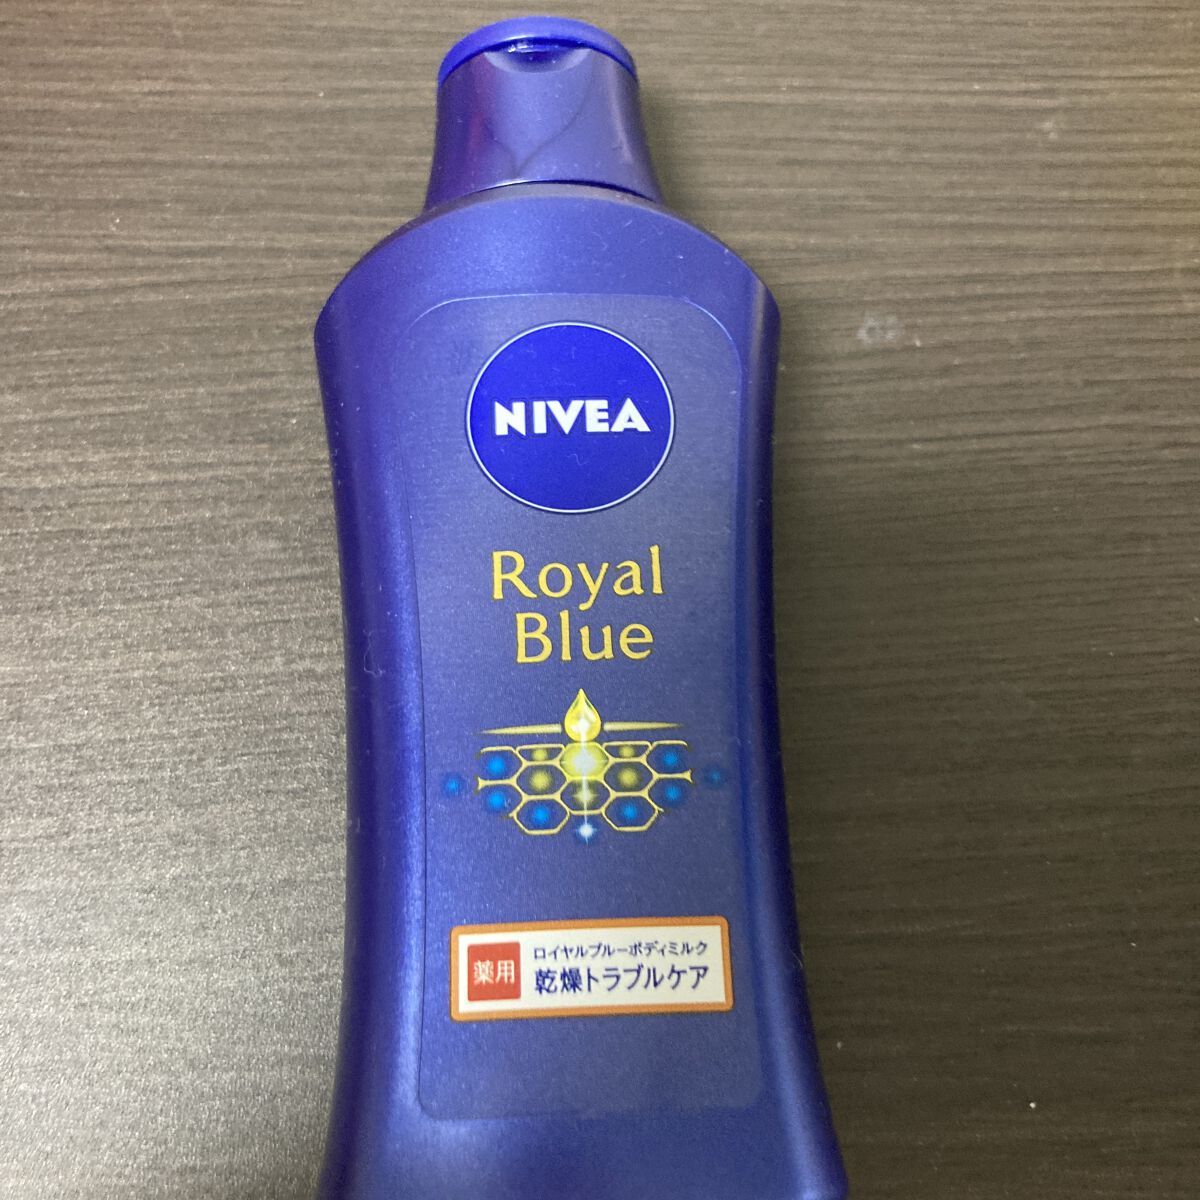 NIVEA
Royal
Blue
薬用
ロイヤルブルーボディミルク
乾燥トラブルケア